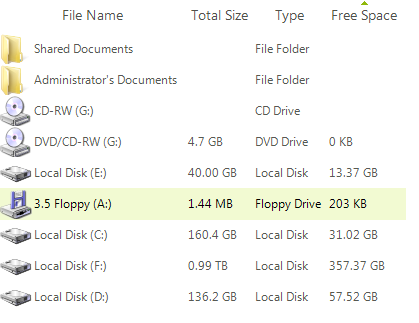 File Name Total Size Type Free Space
Shared Documents File Folder
Administrator's Documents File Folder
CD-RW (G:) CD Drive
DVD/CD-RW (G:) 4.7 GB DVD Drive 0 KB
Local Disk (E:) 40.00 GB Local Disk 13.37 GB
3.5 Floppy (A:) 1.44 MB Floppy Drive 203 KB
Local Disk (C:) 160.4 GB Local Disk 31.02 GB
Local Disk (F:) 0.99 TB Local Disk 357.37 GB
Local Disk (D:) 136.2 GB Local Disk 57.52 GB